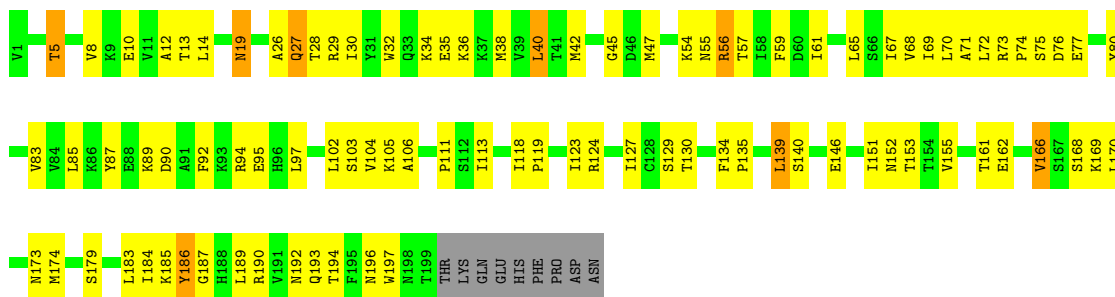 V1 T5 V8 K9 E10 V11 A12 T13 L14 N19 A26 Q27 T28 R29 I30 Y31 W32 Q33 K34 E35 K36 K37 M38 V39 L40 T41 M42 G45 D46 M47 K54 N55 R56 T57 I58 F59 D60 I61 L65 S66 I67 V68 I69 L70 A71 L72 R73 P74 S75 D76 E77
V83 V84 L85 K86 Y87 E88 K89 D90 A91 F92 K93 R94 E95 H96 L97 L102 S103 V104 K105 A106 P111 S112 I113 I118 P119 I123 R124 I127 C128 S129 T130 F134 P135 L139 S140 E146 I151 N152 T153 T154 V155 T161 E162 V166 S167 S168 K169
N173 M174 S179 L183 I184 K185 Y186 G187 H188 L189 R190 V191 N192 Q193 T194 F195 N196 W197 N198 T199 THR LYS GLN GLU HIS PHE PRO ASP ASN